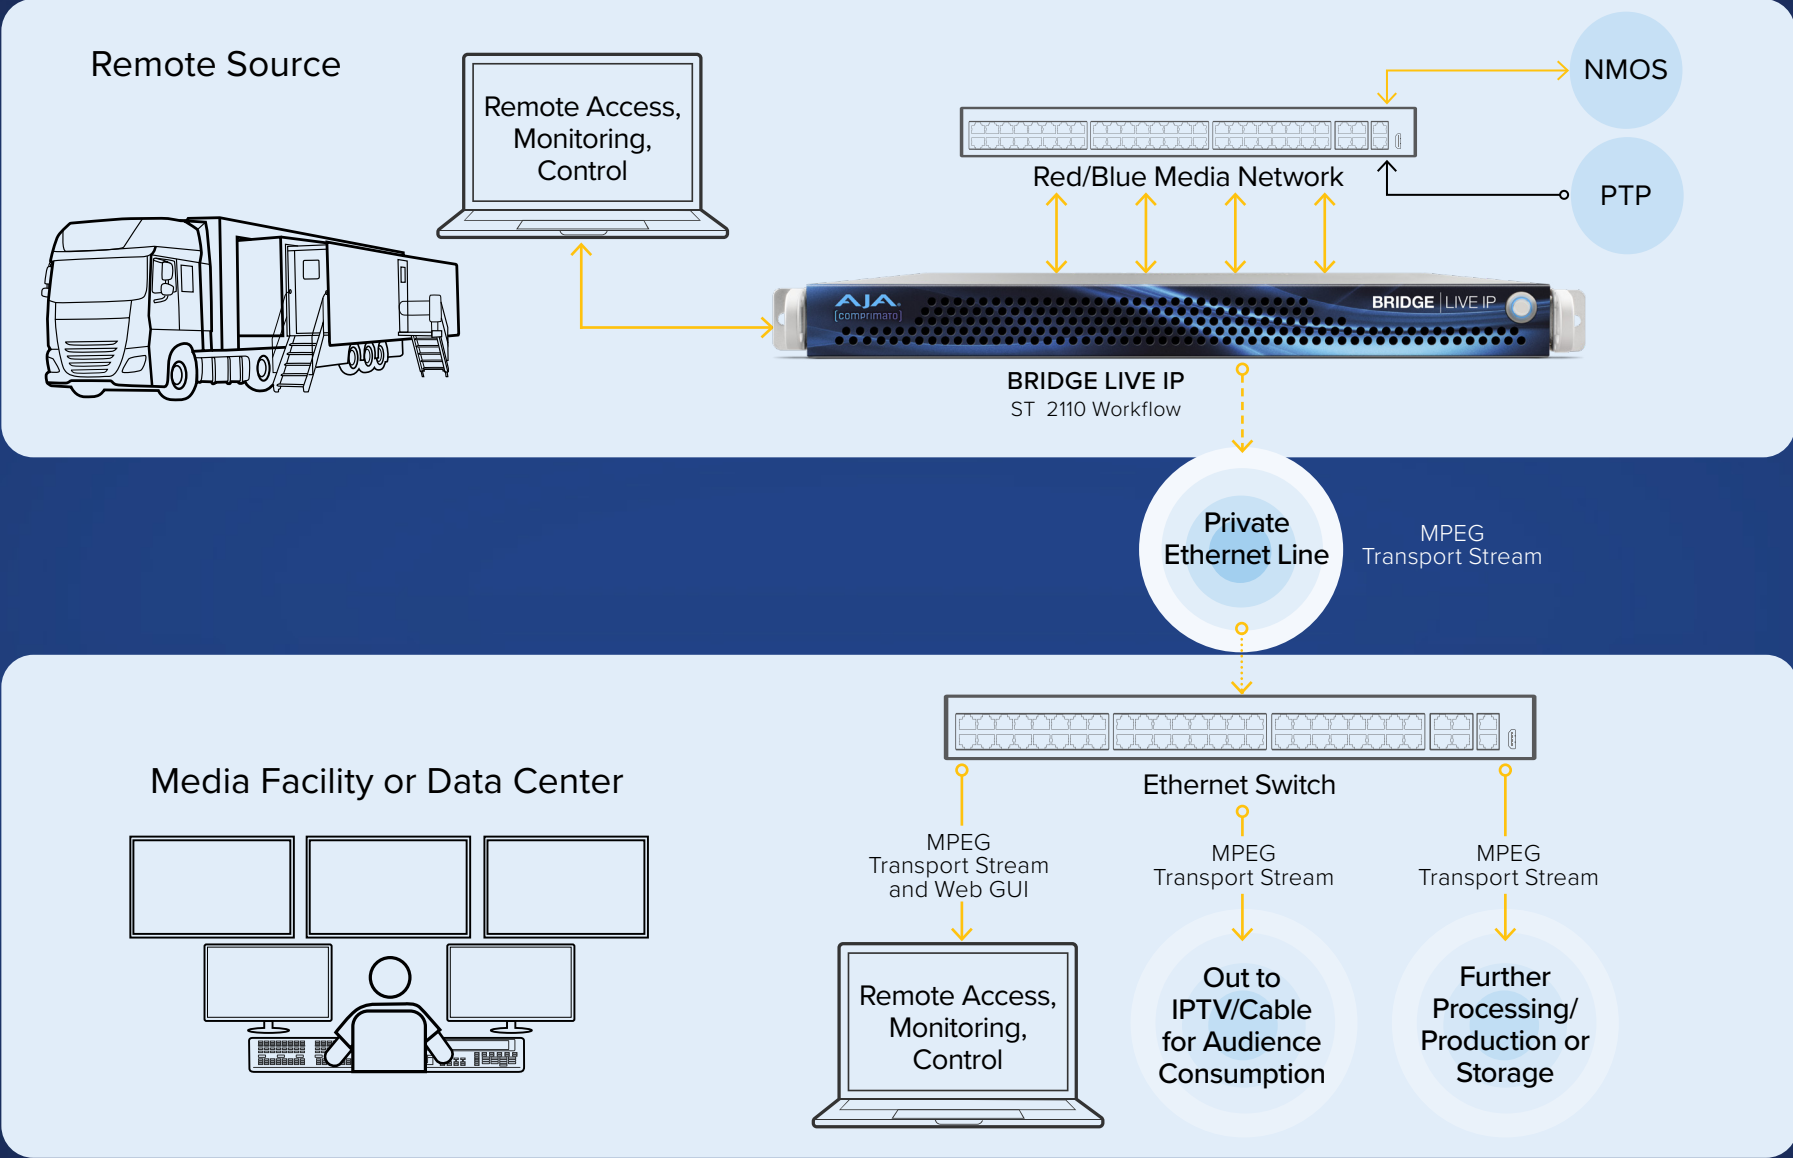 Remote Source
Remote Access,
Monitoring,
Control
NMOS
Red/Blue Media Network
PTP
AJA
comprimato
BRIDGE LIVE IP
BRIDGE LIVE IP
ST 2110 Workflow
Private
Ethernet Line
MPEG
Transport Stream
Media Facility or Data Center
Ethernet Switch
MPEG
Transport Stream
and Web GUI
MPEG
Transport Stream
MPEG
Transport Stream
Remote Access,
Monitoring,
Control
Out to
IPTV/Cable
for Audience
Consumption
Further
Processing/
Production or
Storage